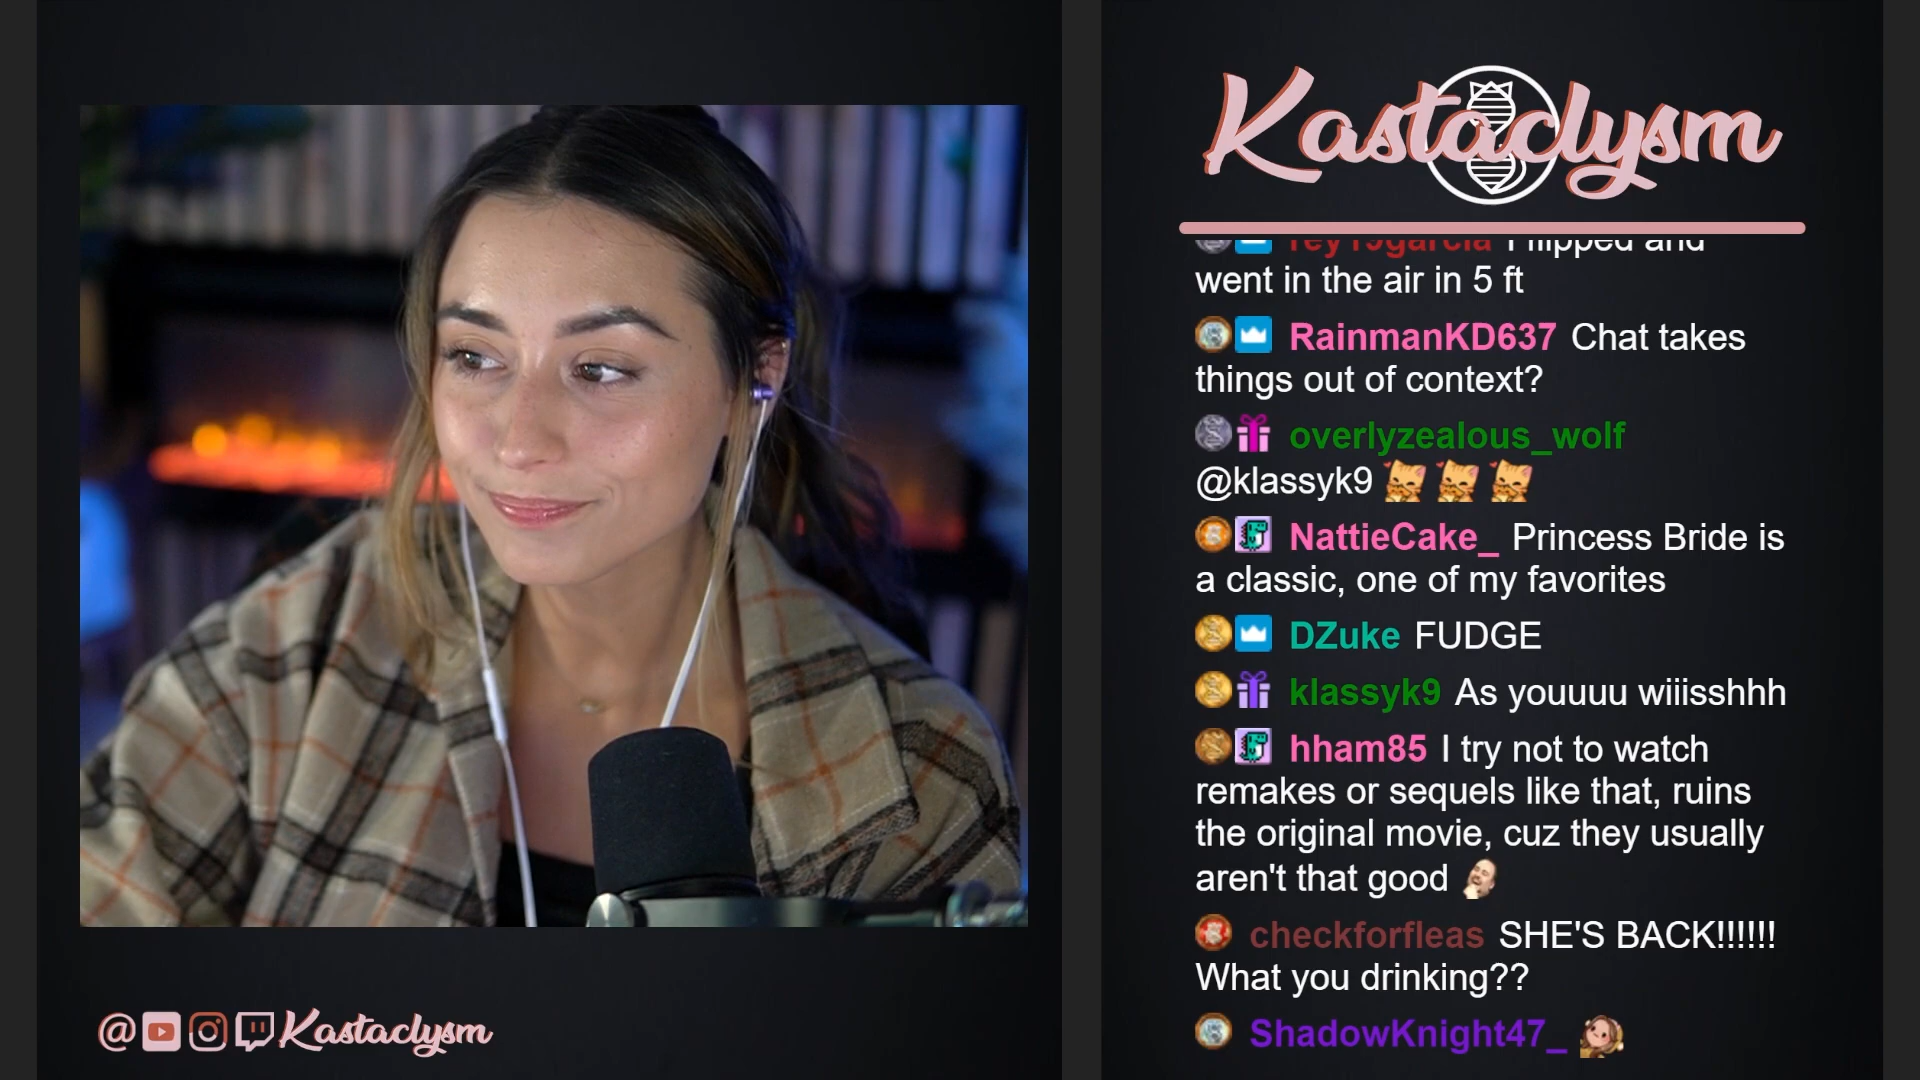 Kastaclysm
I flipped and
went in the air in 5 ft
RainmanKD637 Chat takes
things out of context?
overlyzealous_wolf
@klassyk9
NattieCake_ Princess Bride is
a classic, one of my favorites
DZuke FUDGE
klassyk9 As youuuu wiiisshhh
hham85 I try not to watch
remakes or sequels like that, ruins
the original movie, cuz they usually
aren't that good
checkforfleas SHE'S BACK!!!!!!
What you drinking??
ShadowKnight47_
@Kastaclysm